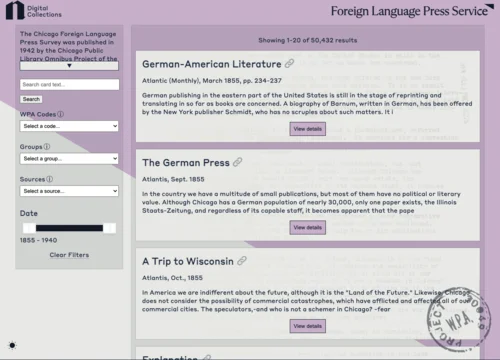 Digital
Collections
Foreign Language Press Service
The Chicago Foreign Language
Press Survey was published in
1942 by the Chicago Public
Library Omnibus Project of the
Search card text...
Search
WPA Codes
Select a code...
Groups
Select a group...
Sources
Select a source...
Date
1855 - 1940
Clear Filters
Showing 1-20 of 50,432 results
German-American Literature
Atlantic (Monthly), March 1855, pp. 234-237
German publishing in the eastern part of the United States is still in the stage of reprinting
and translating in so far as books are concerned. A biography of Barnum, written in German, has been offered
by the New York publisher Schmidt, who has no scruples about such matters. It i
View details
The German Press
Atlantis, Sept. 1855
In the country we have a multitude of small publications, but most of them have no political or literary
value. Although Chicago has a German population of nearly 30,000, only one paper exists, the Illinois
Staats-Zeitung, and regardless of its capable staff, it becomes apparent that the pape
View details
A Trip to Wisconsin
Atlantis, Oct., 1855
In America we are indifferent about the future, although it is the "Land of the Future." Likewise, Chicago
does not consider the possibility of commercial catastrophes, which have afflicted and affected all of our
commercial cities. The speculators,-and who is not a schemer in Chicago? -fear
View details
Explanation
PROJECT
W.P.A.